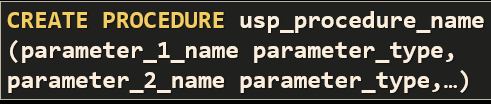 CREATE PROCEDURE usp_procedure_name
(parameter_1_name parameter_type,
parameter_2_name parameter_type,…)